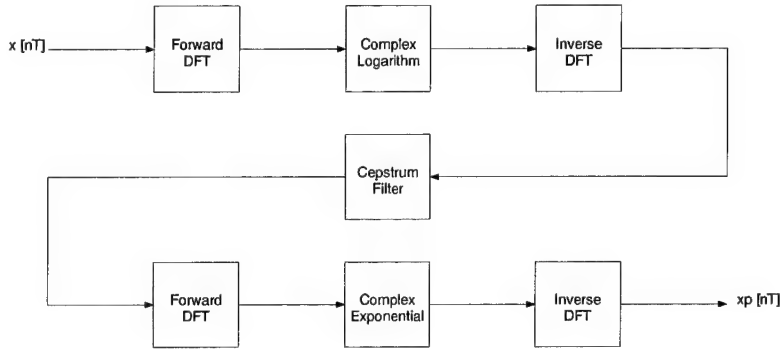 x [nT]
Forward
DFT
Complex
Logarithm
Inverse
DFT
Cepstrum
Filter
Forward
DFT
Complex
Exponential
Inverse
DFT
xp [nT]